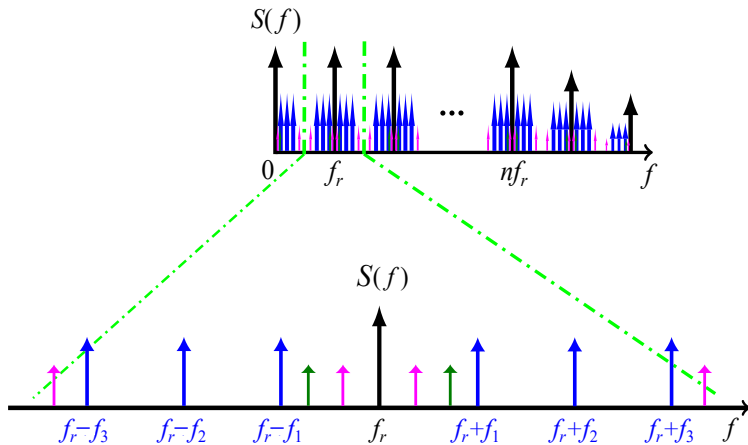 S(f)
...
0 f_r nf_r f
S(f)
f_r−f_3 f_r−f_2 f_r−f_1 f_r f_r+f_1 f_r+f_2 f_r+f_3 f